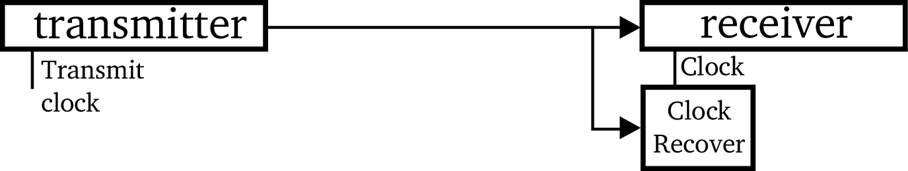 transmitter
receiver
Transmit
clock
Clock
Clock
Recover